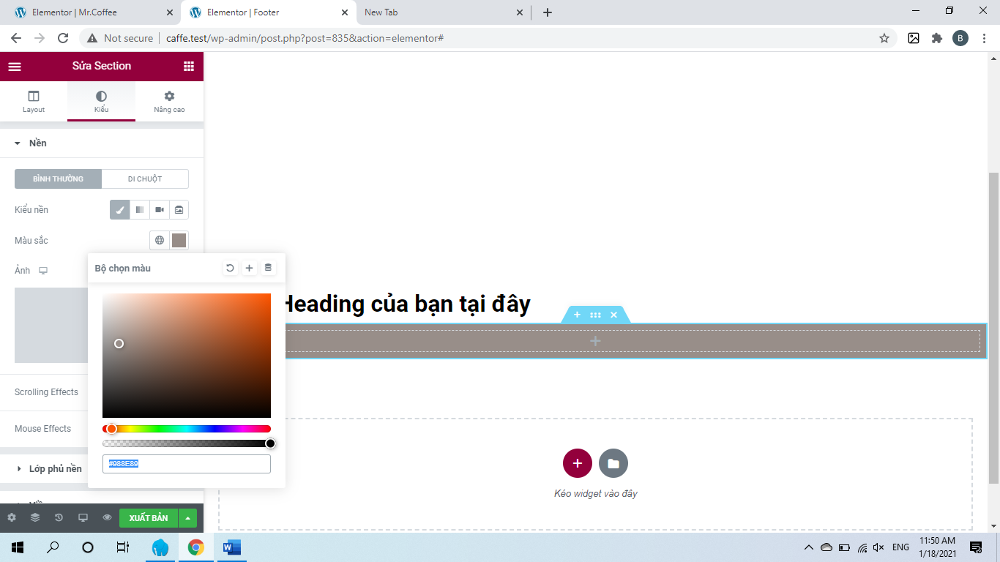 Elementor | Mr.Coffee
Elementor | Footer
New Tab
Not secure
caffe.test/wp-admin/post.php?post=835&action=elementor#
B
Sửa Section
Layout
Kiểu
Nâng cao
Nền
BÌNH THƯỜNG
DI CHUỘT
Kiểu nền
Màu sắc
Ảnh
Bộ chọn màu
#988E89
Heading của bạn tại đây
Scrolling Effects
Mouse Effects
Lớp phủ nền
Kéo widget vào đây
XUẤT BẢN
W
ENG
11:50 AM
1/18/2021